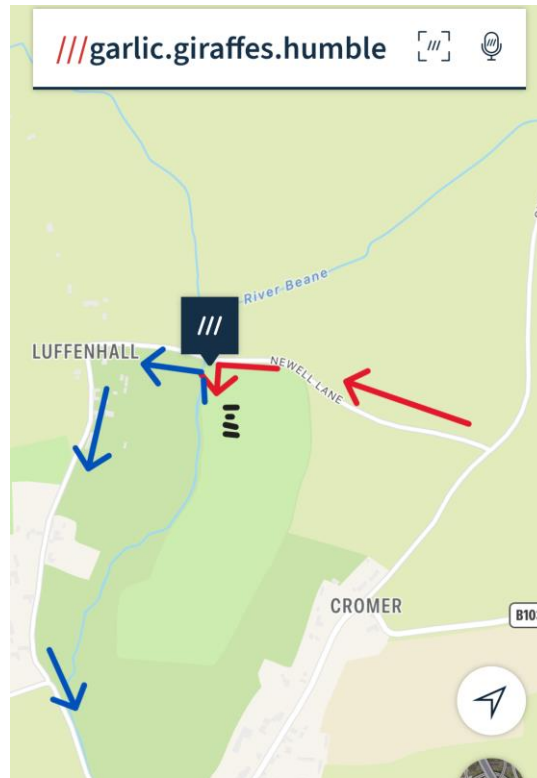 ///garlic.giraffes.humble
River Beane
LUFFENHALL
NEWELL LANE
CROMER